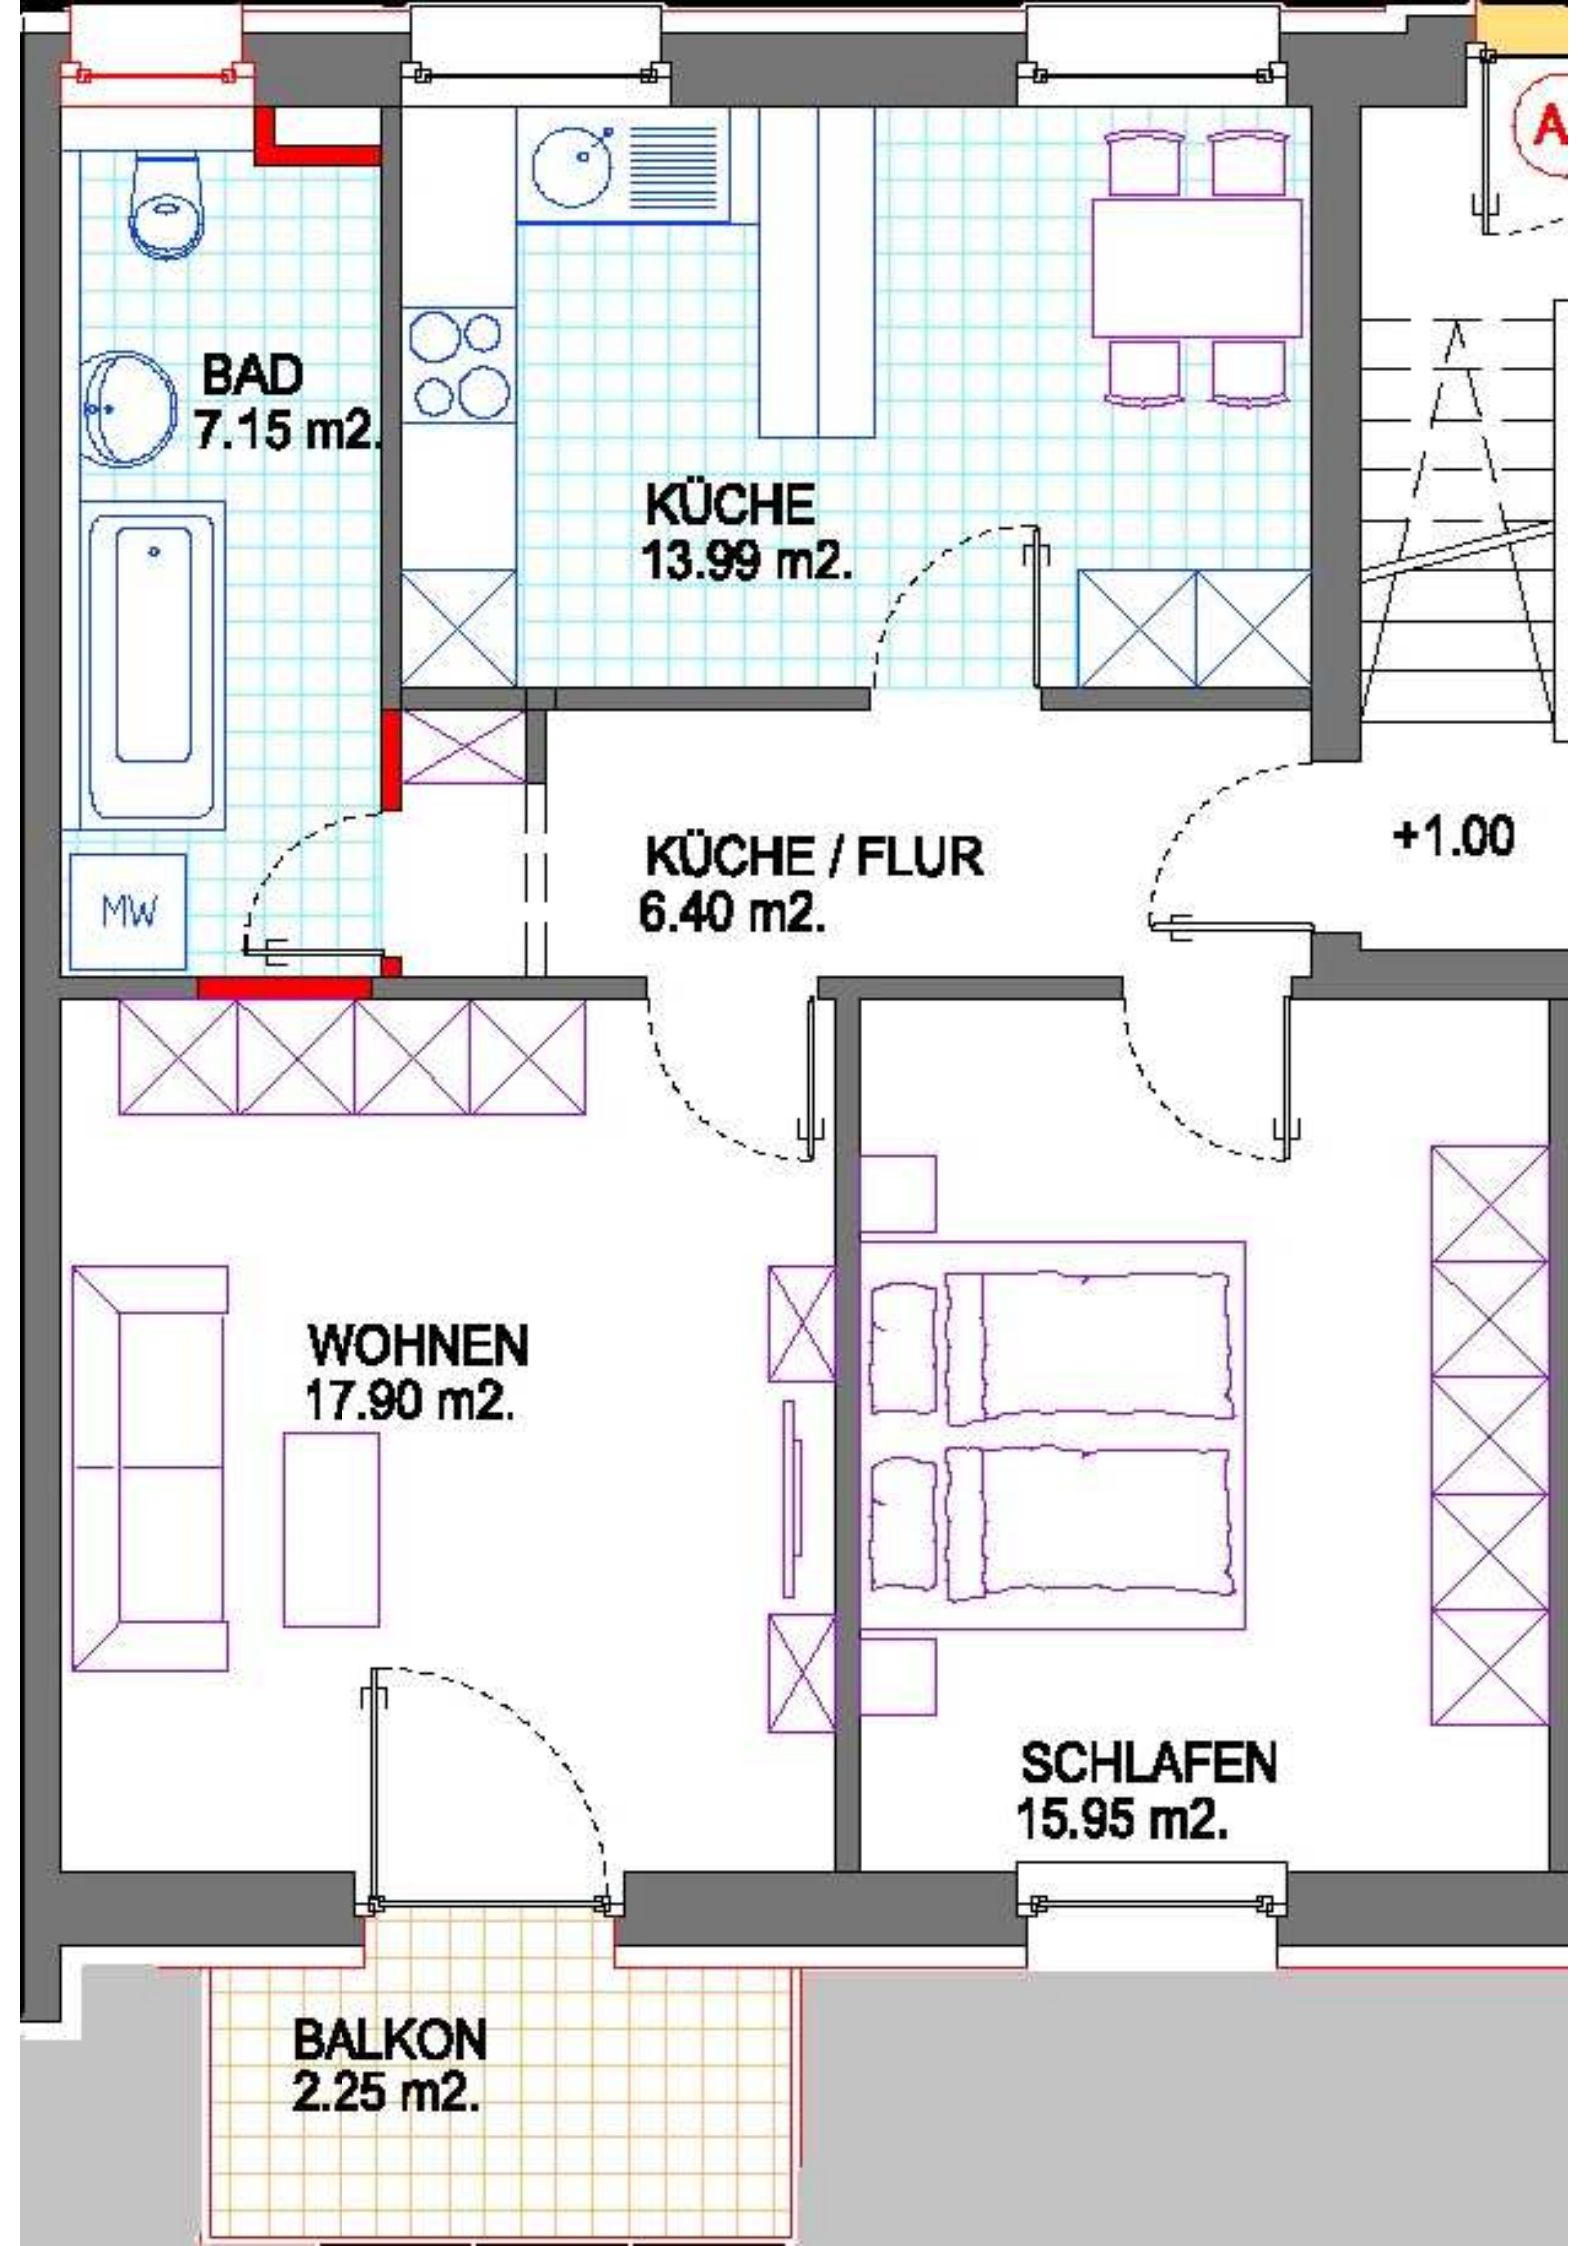 A
BAD
7.15 m2.
KÜCHE
13.99 m2.
KÜCHE / FLUR
6.40 m2.
+1.00
MW
WOHNEN
17.90 m2.
SCHLAFEN
15.95 m2.
BALKON
2.25 m2.